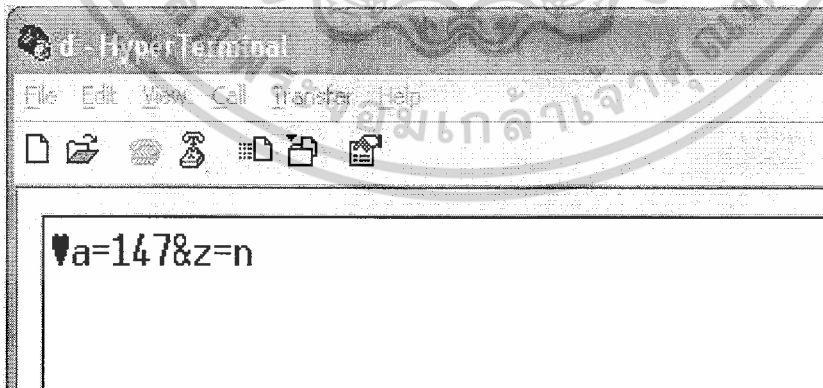 d - HyperTerminal
File Edit View Call Transfer Help
♥a=147&z=n